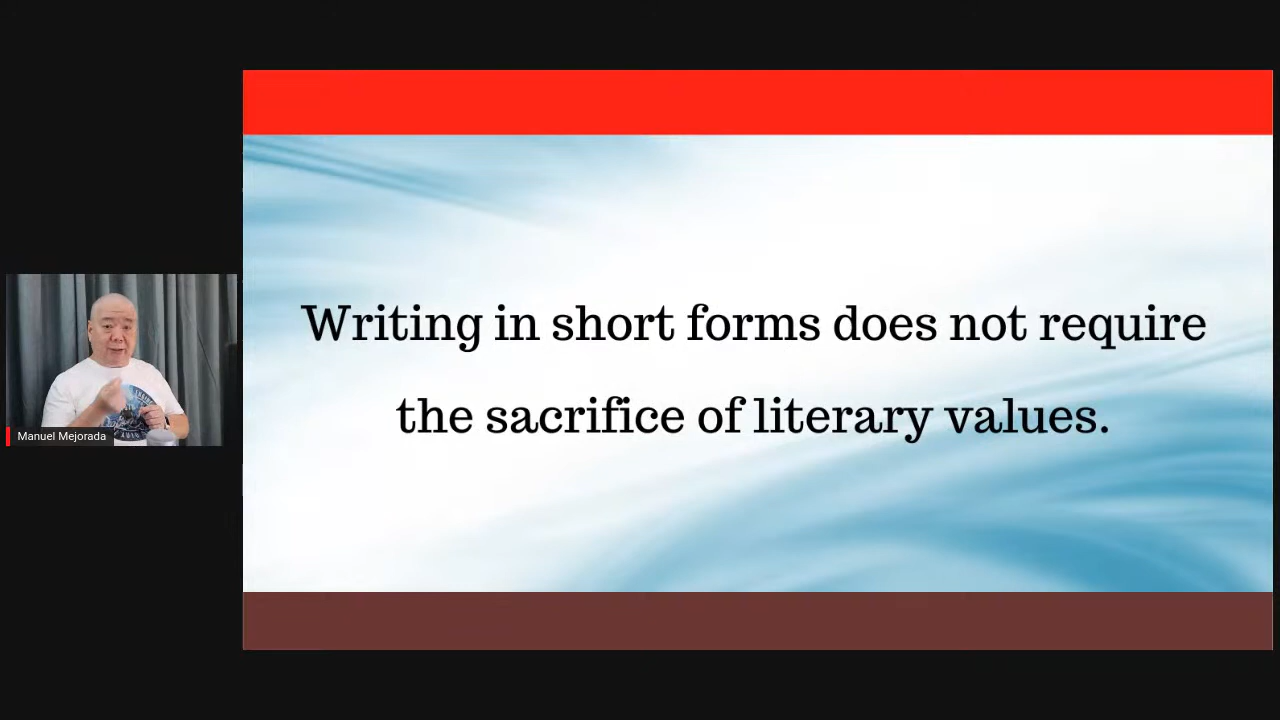 Writing in short forms does not require
the sacrifice of literary values.
Manuel Mejorada